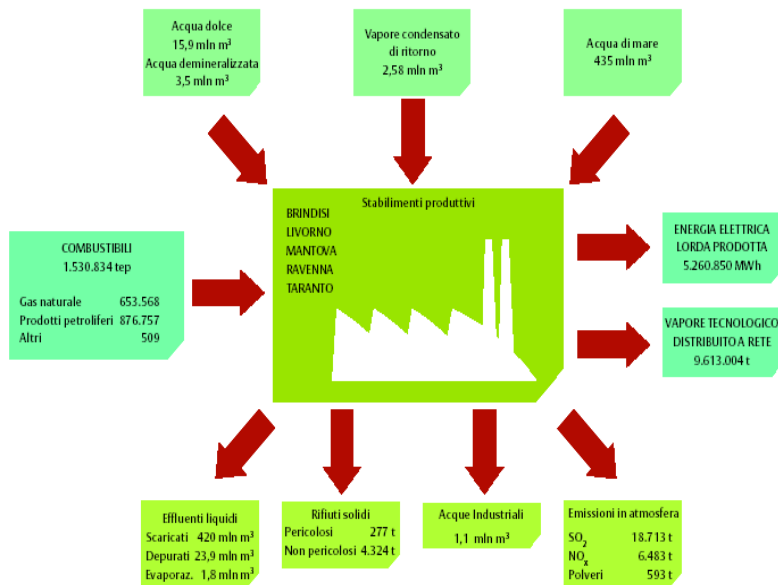 Acqua dolce
15,9 mln m³
Acqua demineralizzata
3,5 mln m³
Vapore condensato
di ritorno
2,58 mln m³
Acqua di mare
435 mln m³
Stabilimenti produttivi
BRINDISI
LIVORNO
MANTOVA
RAVENNA
TARANTO
COMBUSTIBILI
1.530.834 tep
Gas naturale 653.568
Prodotti petroliferi 876.757
Altri 509
ENERGIA ELETTRICA
LORDA PRODOTTA
5.260.850 MWh
VAPORE TECNOLOGICO
DISTRIBUITO A RETE
9.613.004 t
Effluenti liquidi
Scaricati 420 mln m³
Depurati 23,9 mln m³
Evaporaz. 1,8 mln m³
Rifiuti solidi
Pericolosi 277 t
Non pericolosi 4.324 t
Acque Industriali
1,1 mln m³
Emissioni in atmosfera
SO₂ 18.713 t
NOₓ 6.483 t
Polveri 593 t